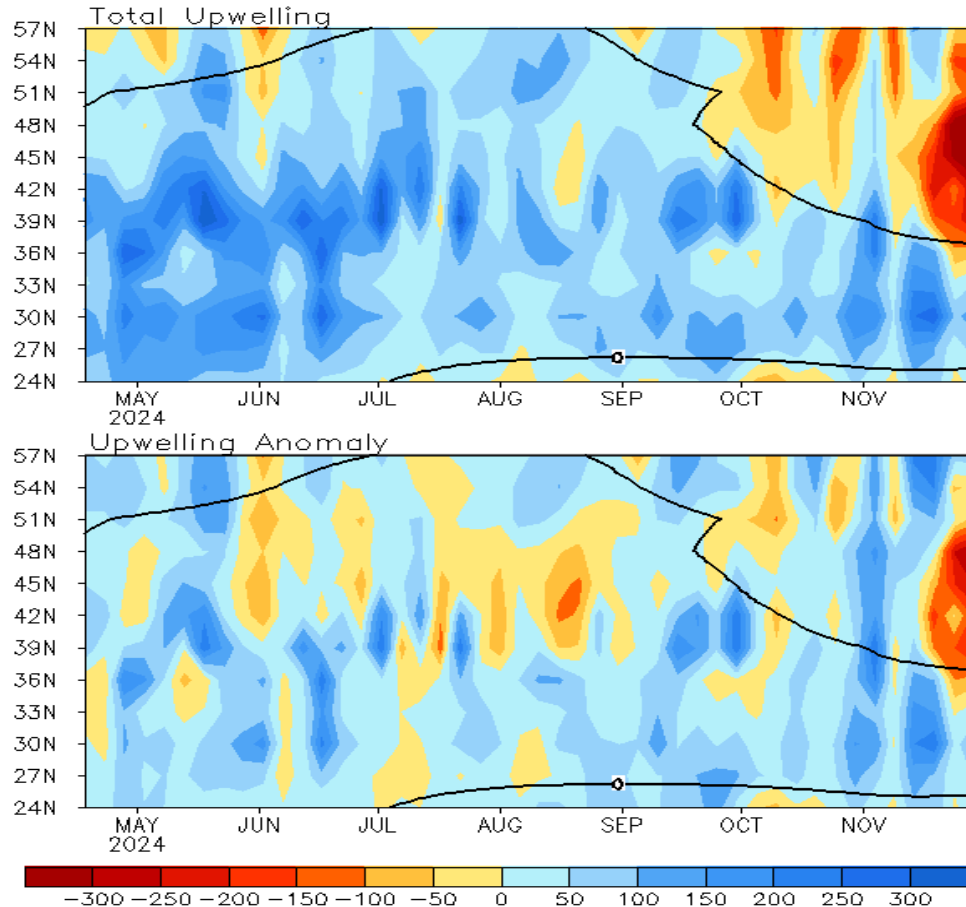 Total Upwelling
57N
54N
51N
48N
45N
42N
39N
36N
33N
30N
27N
24N
0
MAY JUN JUL AUG SEP OCT NOV
2024
Upwelling Anomaly
57N
54N
51N
48N
45N
42N
39N
36N
33N
30N
27N
24N
0
MAY JUN JUL AUG SEP OCT NOV
2024
−300 −250 −200 −150 −100 −50 0 50 100 150 200 250 300